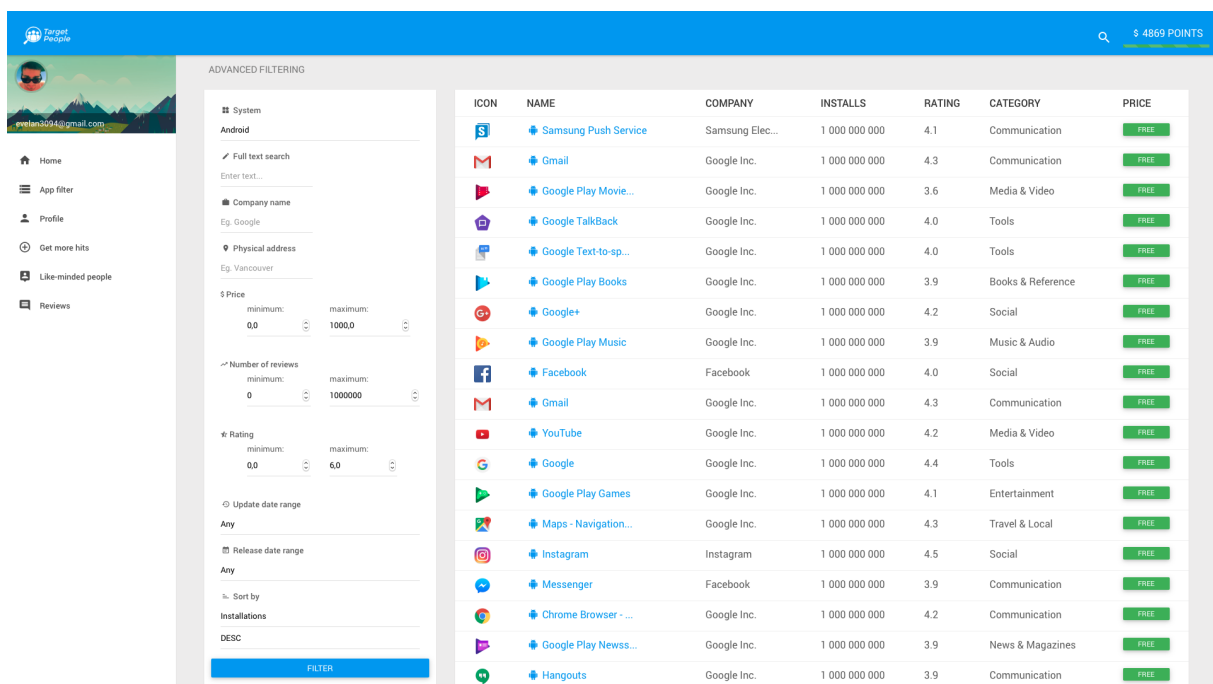 Target
People
$ 4869 POINTS
evelan3094@gmail.com
Home
App filter
Profile
Get more hits
Like-minded people
Reviews
ADVANCED FILTERING
System
Android
Full text search
Enter text...
Company name
Eg. Google
Physical address
Eg. Vancouver
$ Price
minimum: maximum:
0,0 1000,0
Number of reviews
minimum: maximum:
0 1000000
Rating
minimum: maximum:
0,0 6,0
Update date range
Any
Release date range
Any
Sort by
Installations
DESC
FILTER
ICON NAME COMPANY INSTALLS RATING CATEGORY PRICE
Samsung Push Service Samsung Elec... 1 000 000 000 4.1 Communication FREE
Gmail Google Inc. 1 000 000 000 4.3 Communication FREE
Google Play Movie... Google Inc. 1 000 000 000 3.6 Media & Video FREE
Google TalkBack Google Inc. 1 000 000 000 4.0 Tools FREE
Google Text-to-sp... Google Inc. 1 000 000 000 4.0 Tools FREE
Google Play Books Google Inc. 1 000 000 000 3.9 Books & Reference FREE
Google+ Google Inc. 1 000 000 000 4.2 Social FREE
Google Play Music Google Inc. 1 000 000 000 3.9 Music & Audio FREE
Facebook Facebook 1 000 000 000 4.0 Social FREE
Gmail Google Inc. 1 000 000 000 4.3 Communication FREE
YouTube Google Inc. 1 000 000 000 4.2 Media & Video FREE
Google Google Inc. 1 000 000 000 4.4 Tools FREE
Google Play Games Google Inc. 1 000 000 000 4.1 Entertainment FREE
Maps - Navigation... Google Inc. 1 000 000 000 4.3 Travel & Local FREE
Instagram Instagram 1 000 000 000 4.5 Social FREE
Messenger Facebook 1 000 000 000 3.9 Communication FREE
Chrome Browser - ... Google Inc. 1 000 000 000 4.2 Communication FREE
Google Play Newss... Google Inc. 1 000 000 000 3.9 News & Magazines FREE
Hangouts Google Inc. 1 000 000 000 3.9 Communication FREE